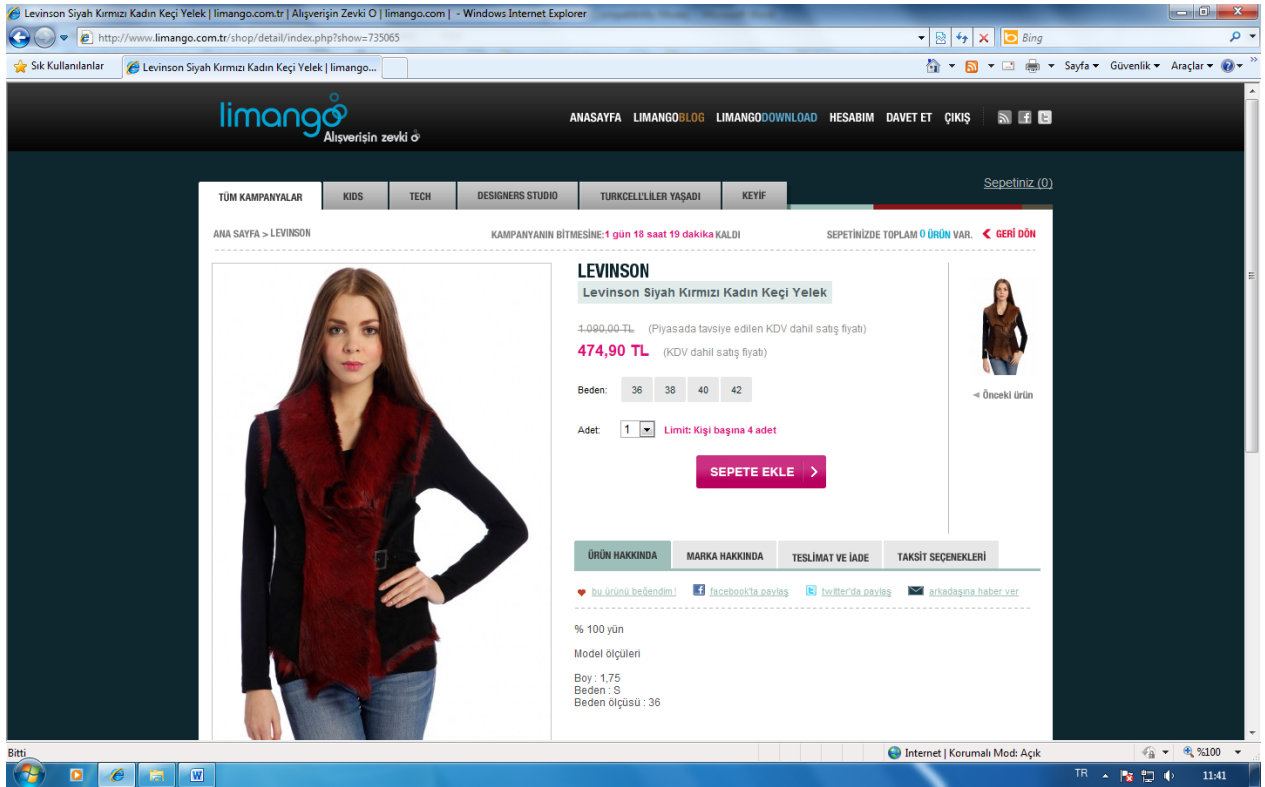 Levinson Siyah Kırmızı Kadın Keçi Yelek | limango.com.tr | Alışverişin Zevki O | limango.com | - Windows Internet Explorer
http://www.limango.com.tr/shop/detail/index.php?show=735065
Bing
Sık Kullanılanlar
Levinson Siyah Kırmızı Kadın Keçi Yelek | limango...
Sayfa Güvenlik Araçlar
limango
Alışverişin zevki o
ANASAYFA LIMANGOBLOG LIMANGODOWNLOAD HESABIM DAVET ET ÇIKIŞ
Sepetiniz (0)
TÜM KAMPANYALAR KIDS TECH DESIGNERS STUDIO TURKCELL'LİLER YAŞADI KEYİF
ANA SAYFA > LEVINSON KAMPANYANIN BİTMESİNE:1 gün 18 saat 19 dakika KALDI SEPETİNİZDE TOPLAM 0 ÜRÜN VAR. GERİ DÖN
LEVINSON
Levinson Siyah Kırmızı Kadın Keçi Yelek
1.090,00 TL (Piyasada tavsiye edilen KDV dahil satış fiyatı)
474,90 TL (KDV dahil satış fiyatı)
Beden: 36 38 40 42
Önceki ürün
Adet: 1 Limit: Kişi başına 4 adet
SEPETE EKLE
ÜRÜN HAKKINDA MARKA HAKKINDA TESLİMAT VE İADE TAKSİT SEÇENEKLERİ
bu ürünü beğendim! facebook'ta paylaş twitter'da paylaş arkadaşına haber ver
% 100 yün
Model ölçüleri
Boy : 1,75
Beden : S
Beden ölçüsü : 36
Bitti Internet | Korumalı Mod: Açık %100
TR 11:41